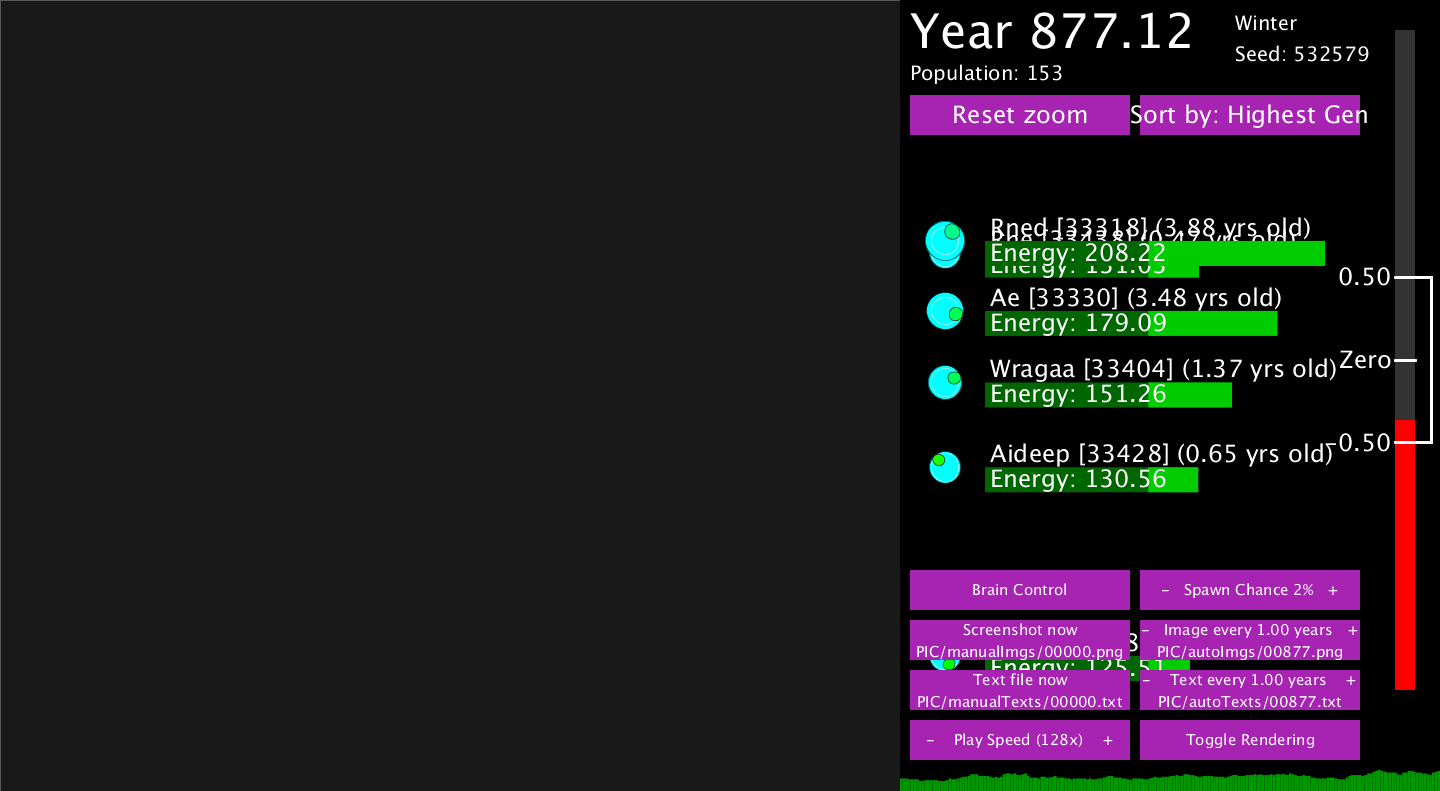 Year 877.12
Winter
Seed: 532579
Population: 153
Reset zoom
Sort by: Highest Gen
Rned [33318] (3.88 yrs old)
Energy: 208.22
Ae [33330] (3.48 yrs old)
Energy: 179.09
Wragaa [33404] (1.37 yrs old)
Energy: 151.26
Aideep [33428] (0.65 yrs old)
Energy: 130.56
0.50
Zero
-0.50
Brain Control
- Spawn Chance 2% +
Screenshot now
PIC/manualImgs/00000.png
- Image every 1.00 years +
PIC/autoImgs/00877.png
Energy: 125.51
Text file now
PIC/manualTexts/00000.txt
- Text every 1.00 years +
PIC/autoTexts/00877.txt
- Play Speed (128x) +
Toggle Rendering